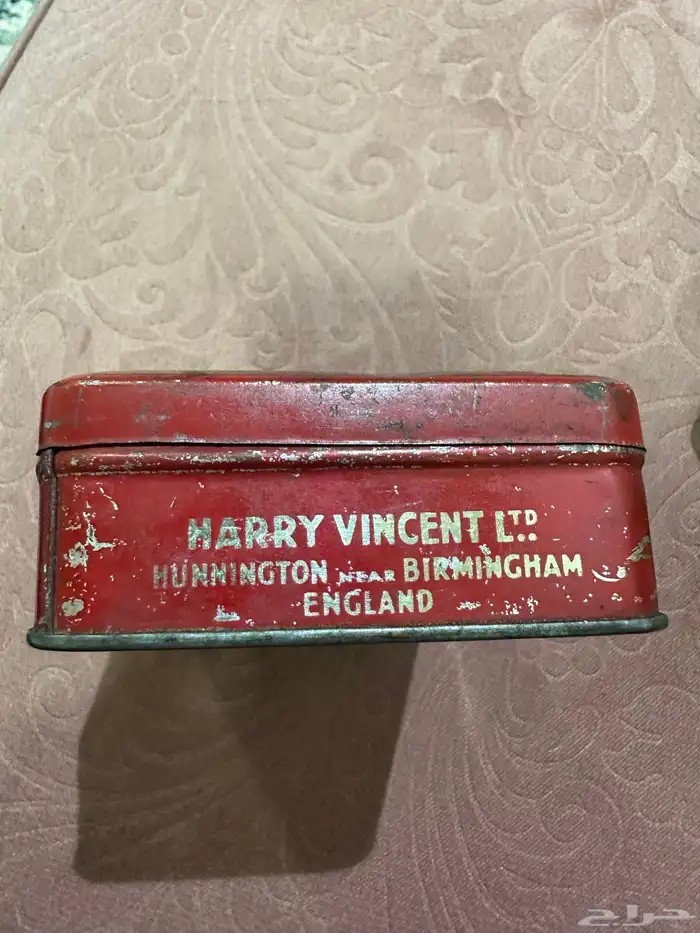 HARRY VINCENT LTD.
HUNNINGTON NEAR BIRMINGHAM
ENGLAND
حراج